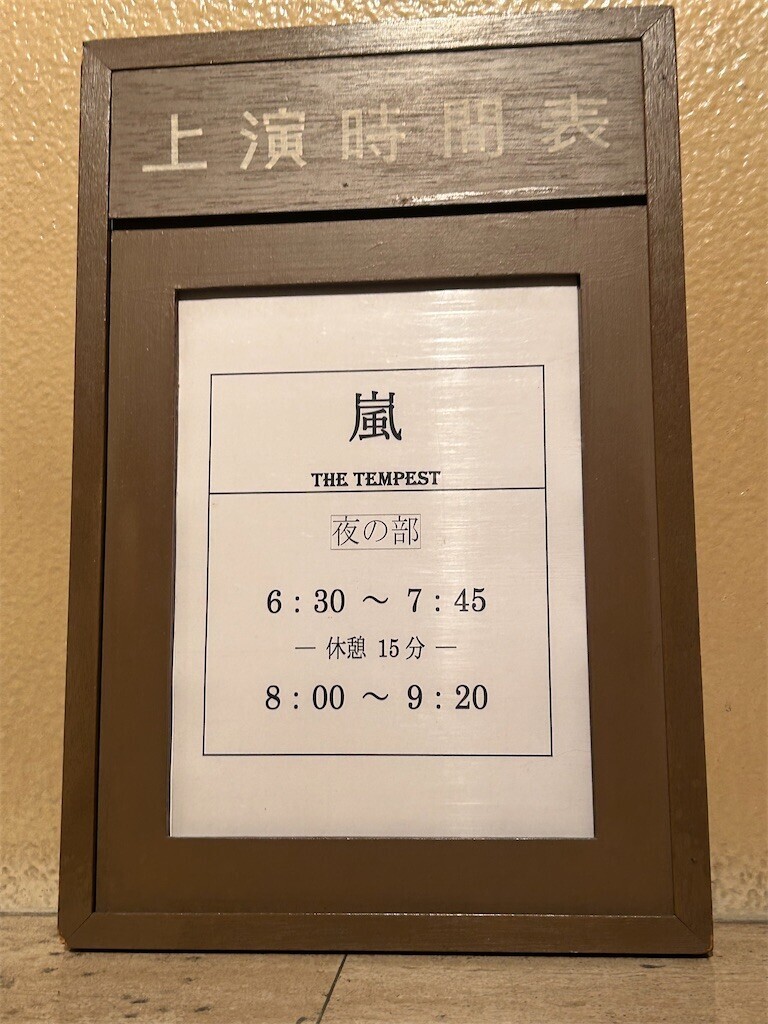 上演時間表
嵐
THE TEMPEST
夜の部
6：30 ～ 7：45
― 休憩 15分 ―
8：00 ～ 9：20